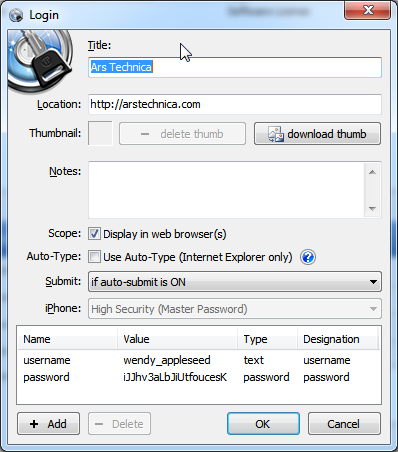 Login
Title:
Ars Technica
Location: http://arstechnica.com
Thumbnail: delete thumb download thumb
Notes:
Scope: Display in web browser(s)
Auto-Type: Use Auto-Type (Internet Explorer only)
Submit: if auto-submit is ON
iPhone: High Security (Master Password)
Name Value Type Designation
username wendy_appleseed text username
password iJJhv3aLbJiUtfoucesK password password
Add Delete OK Cancel